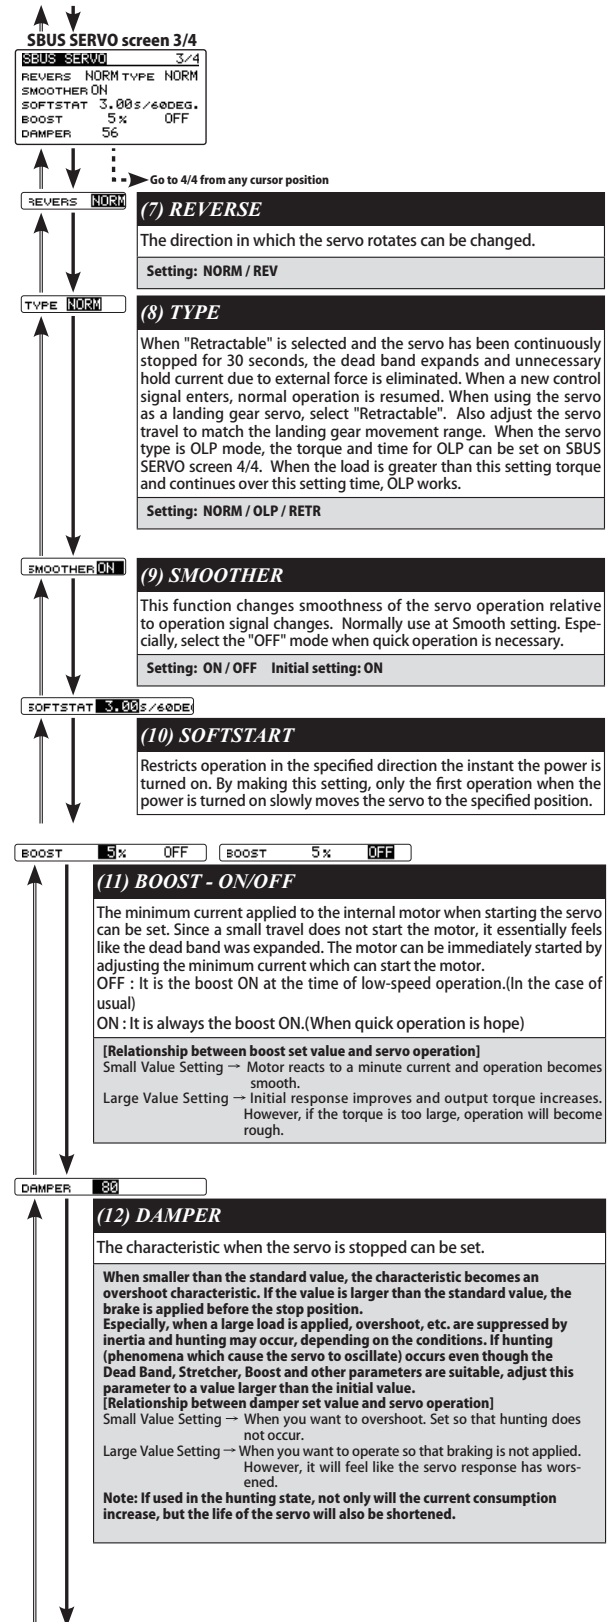 SBUS SERVO screen 3/4
SBUS SERVO 3/4
REVERS NORM TYPE NORM
SMOOTHER ON
SOFTSTAT 3.00S/60DEG.
BOOST 5% OFF
DAMPER 56
Go to 4/4 from any cursor position
REVERS NORM
(7) REVERSE
The direction in which the servo rotates can be changed.
Setting: NORM / REV
TYPE NORM
(8) TYPE
When "Retractable" is selected and the servo has been continuously
stopped for 30 seconds, the dead band expands and unnecessary
hold current due to external force is eliminated. When a new control
signal enters, normal operation is resumed. When using the servo
as a landing gear servo, select "Retractable". Also adjust the servo
travel to match the landing gear movement range. When the servo
type is OLP mode, the torque and time for OLP can be set on SBUS
SERVO screen 4/4. When the load is greater than this setting torque
and continues over this setting time, OLP works.
Setting: NORM / OLP / RETR
SMOOTHER ON
(9) SMOOTHER
This function changes smoothness of the servo operation relative
to operation signal changes. Normally use at Smooth setting. Espe-
cially, select the "OFF" mode when quick operation is necessary.
Setting: ON / OFF Initial setting: ON
SOFTSTAT 3.00S/60DEG
(10) SOFTSTART
Restricts operation in the specified direction the instant the power is
turned on. By making this setting, only the first operation when the
power is turned on slowly moves the servo to the specified position.
BOOST 5% OFF BOOST 5% OFF
(11) BOOST - ON/OFF
The minimum current applied to the internal motor when starting the servo
can be set. Since a small travel does not start the motor, it essentially feels
like the dead band was expanded. The motor can be immediately started by
adjusting the minimum current which can start the motor.
OFF : It is the boost ON at the time of low-speed operation.(In the case of
usual)
ON : It is always the boost ON.(When quick operation is hope)
[Relationship between boost set value and servo operation]
Small Value Setting → Motor reacts to a minute current and operation becomes
smooth.
Large Value Setting → Initial response improves and output torque increases.
However, if the torque is too large, operation will become
rough.
DAMPER 80
(12) DAMPER
The characteristic when the servo is stopped can be set.
When smaller than the standard value, the characteristic becomes an
overshoot characteristic. If the value is larger than the standard value, the
brake is applied before the stop position.
Especially, when a large load is applied, overshoot, etc. are suppressed by
inertia and hunting may occur, depending on the conditions. If hunting
(phenomena which cause the servo to oscillate) occurs even though the
Dead Band, Stretcher, Boost and other parameters are suitable, adjust this
parameter to a value larger than the initial value.
[Relationship between damper set value and servo operation]
Small Value Setting → When you want to overshoot. Set so that hunting does
not occur.
Large Value Setting → When you want to operate so that braking is not applied.
However, it will feel like the servo response has wors-
ened.
Note: If used in the hunting state, not only will the current consumption
increase, but the life of the servo will also be shortened.